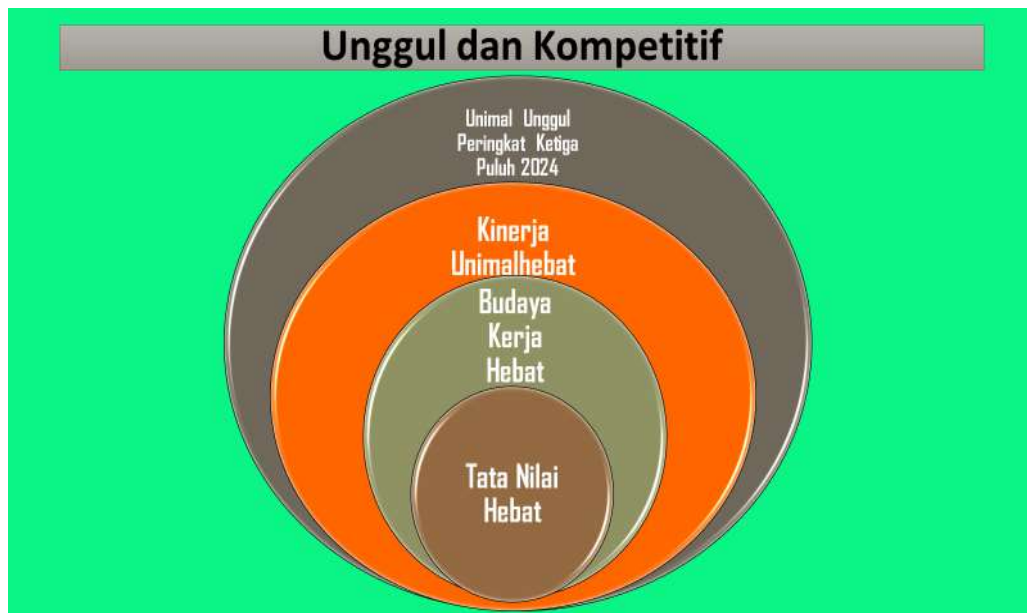 Unggul dan Kompetitif
Unimal Unggul
Peringkat Ketiga
Puluh 2024
Kinerja
Unimalhebat
Budaya
Kerja
Hebat
Tata Nilai
Hebat